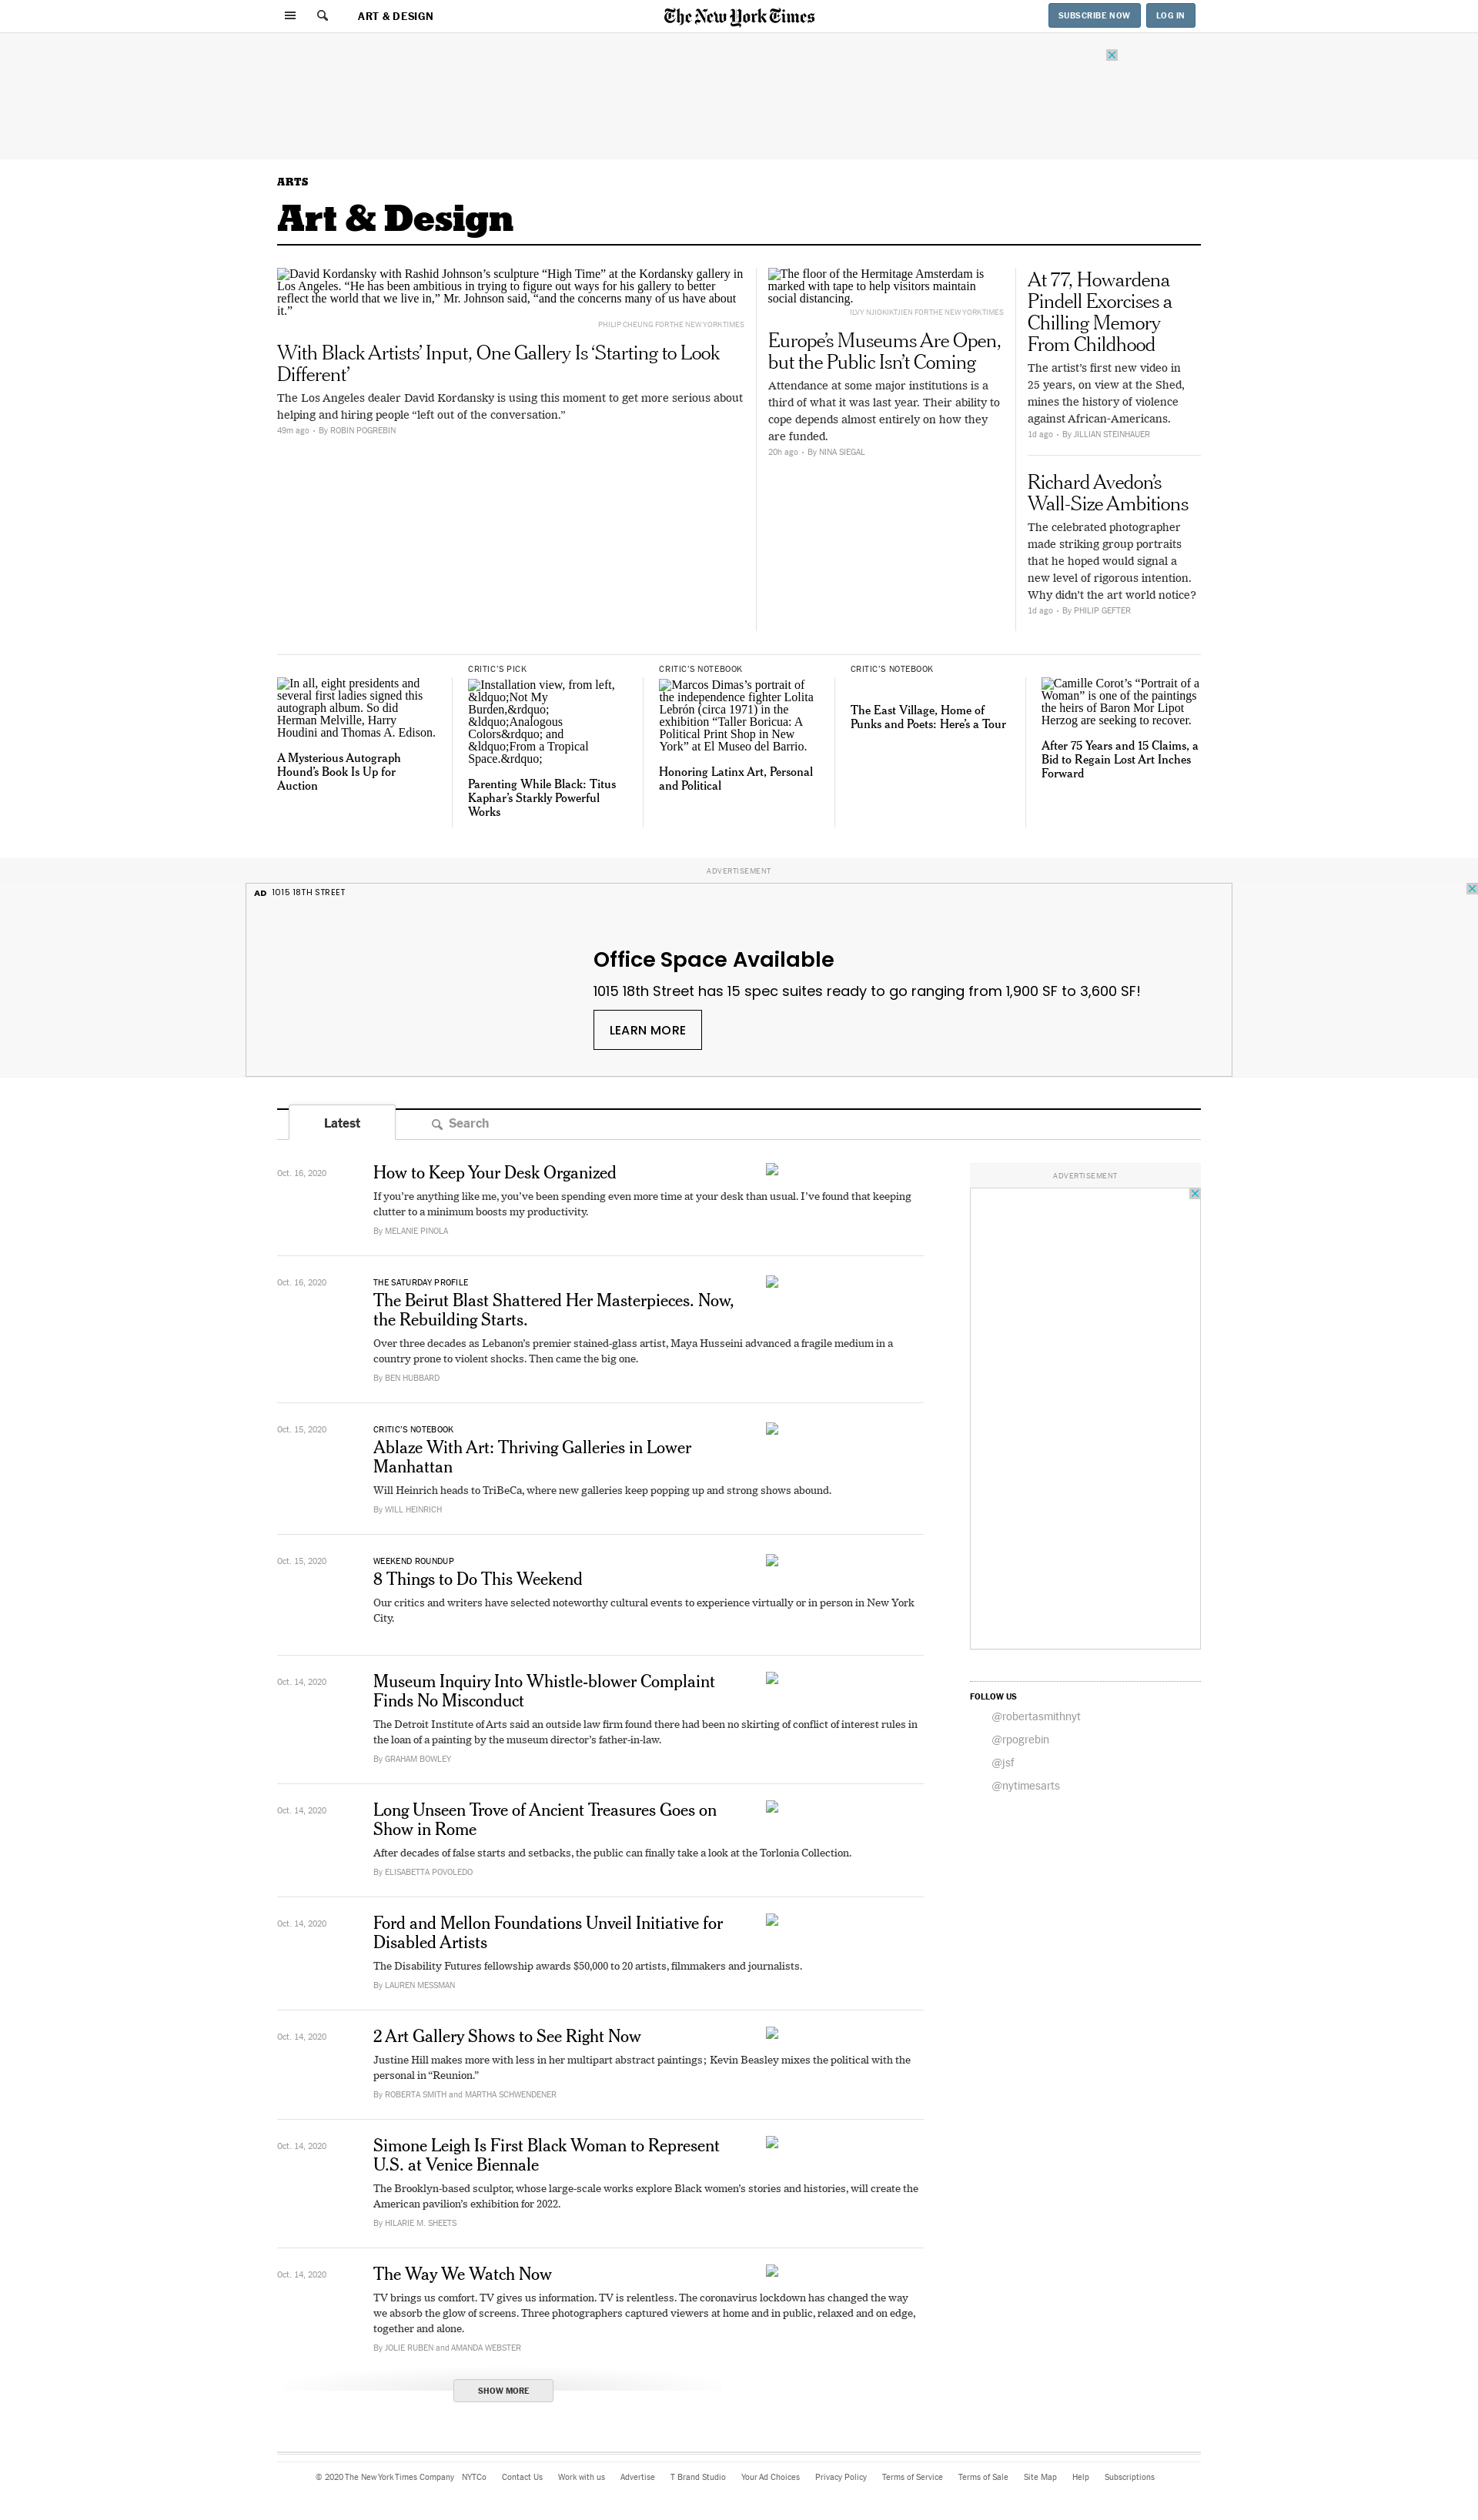 ART & DESIGN
The New York Times
SUBSCRIBE NOW
LOG IN
ARTS
Art & Design
David Kordansky with Rashid Johnson’s sculpture “High Time” at the Kordansky gallery in
Los Angeles. “He has been ambitious in trying to figure out ways for his gallery to better
reflect the world that we live in,” Mr. Johnson said, “and the concerns many of us have about
it.”
PHILIP CHEUNG FOR THE NEW YORK TIMES
With Black Artists’ Input, One Gallery Is ‘Starting to Look
Different’
The Los Angeles dealer David Kordansky is using this moment to get more serious about
helping and hiring people “left out of the conversation.”
49m ago • By ROBIN POGREBIN
The floor of the Hermitage Amsterdam is
marked with tape to help visitors maintain
social distancing.
ILVY NJIOKIKTJIEN FOR THE NEW YORK TIMES
Europe’s Museums Are Open,
but the Public Isn’t Coming
Attendance at some major institutions is a
third of what it was last year. Their ability to
cope depends almost entirely on how they
are funded.
20h ago • By NINA SIEGAL
At 77, Howardena
Pindell Exorcises a
Chilling Memory
From Childhood
The artist’s first new video in
25 years, on view at the Shed,
mines the history of violence
against African-Americans.
1d ago • By JILLIAN STEINHAUER
Richard Avedon’s
Wall-Size Ambitions
The celebrated photographer
made striking group portraits
that he hoped would signal a
new level of rigorous intention.
Why didn’t the art world notice?
1d ago • By PHILIP GEFTER
In all, eight presidents and
several first ladies signed this
autograph album. So did
Herman Melville, Harry
Houdini and Thomas A. Edison.
A Mysterious Autograph
Hound’s Book Is Up for
Auction
CRITIC’S PICK
Installation view, from left,
&ldquo;Not My
Burden,&rdquo;
&ldquo;Analogous
Colors&rdquo; and
&ldquo;From a Tropical
Space.&rdquo;
Parenting While Black: Titus
Kaphar’s Starkly Powerful
Works
CRITIC’S NOTEBOOK
Marcos Dimas’s portrait of
the independence fighter Lolita
Lebrón (circa 1971) in the
exhibition “Taller Boricua: A
Political Print Shop in New
York” at El Museo del Barrio.
Honoring Latinx Art, Personal
and Political
CRITIC’S NOTEBOOK
The East Village, Home of
Punks and Poets: Here’s a Tour
Camille Corot’s “Portrait of a
Woman” is one of the paintings
the heirs of Baron Mor Lipot
Herzog are seeking to recover.
After 75 Years and 15 Claims, a
Bid to Regain Lost Art Inches
Forward
ADVERTISEMENT
AD 1015 18TH STREET
Office Space Available
1015 18th Street has 15 spec suites ready to go ranging from 1,900 SF to 3,600 SF!
LEARN MORE
Latest
Search
Oct. 16, 2020
How to Keep Your Desk Organized
If you’re anything like me, you’ve been spending even more time at your desk than usual. I’ve found that keeping
clutter to a minimum boosts my productivity.
By MELANIE PINOLA
Oct. 16, 2020
THE SATURDAY PROFILE
The Beirut Blast Shattered Her Masterpieces. Now,
the Rebuilding Starts.
Over three decades as Lebanon’s premier stained-glass artist, Maya Husseini advanced a fragile medium in a
country prone to violent shocks. Then came the big one.
By BEN HUBBARD
Oct. 15, 2020
CRITIC’S NOTEBOOK
Ablaze With Art: Thriving Galleries in Lower
Manhattan
Will Heinrich heads to TriBeCa, where new galleries keep popping up and strong shows abound.
By WILL HEINRICH
Oct. 15, 2020
WEEKEND ROUNDUP
8 Things to Do This Weekend
Our critics and writers have selected noteworthy cultural events to experience virtually or in person in New York
City.
Oct. 14, 2020
Museum Inquiry Into Whistle-blower Complaint
Finds No Misconduct
The Detroit Institute of Arts said an outside law firm found there had been no skirting of conflict of interest rules in
the loan of a painting by the museum director’s father-in-law.
By GRAHAM BOWLEY
Oct. 14, 2020
Long Unseen Trove of Ancient Treasures Goes on
Show in Rome
After decades of false starts and setbacks, the public can finally take a look at the Torlonia Collection.
By ELISABETTA POVOLEDO
Oct. 14, 2020
Ford and Mellon Foundations Unveil Initiative for
Disabled Artists
The Disability Futures fellowship awards $50,000 to 20 artists, filmmakers and journalists.
By LAUREN MESSMAN
Oct. 14, 2020
2 Art Gallery Shows to See Right Now
Justine Hill makes more with less in her multipart abstract paintings; Kevin Beasley mixes the political with the
personal in “Reunion.”
By ROBERTA SMITH and MARTHA SCHWENDENER
Oct. 14, 2020
Simone Leigh Is First Black Woman to Represent
U.S. at Venice Biennale
The Brooklyn-based sculptor, whose large-scale works explore Black women’s stories and histories, will create the
American pavilion’s exhibition for 2022.
By HILARIE M. SHEETS
Oct. 14, 2020
The Way We Watch Now
TV brings us comfort. TV gives us information. TV is relentless. The coronavirus lockdown has changed the way
we absorb the glow of screens. Three photographers captured viewers at home and in public, relaxed and on edge,
together and alone.
By JOLIE RUBEN and AMANDA WEBSTER
SHOW MORE
ADVERTISEMENT
FOLLOW US
@robertasmithnyt
@rpogrebin
@jsf
@nytimesarts
© 2020 The New York Times Company NYTCo Contact Us Work with us Advertise T Brand Studio Your Ad Choices Privacy Policy Terms of Service Terms of Sale Site Map Help Subscriptions